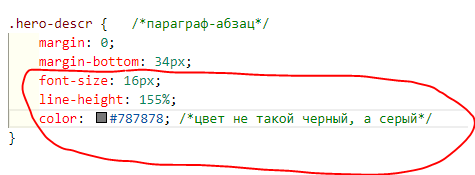 .hero-descr {   /*параграф-абзац*/
    margin: 0;
    margin-bottom: 34px;
    font-size: 16px;
    line-height: 155%;
    color: #787878; /*цвет не такой черный, а серый*/
}